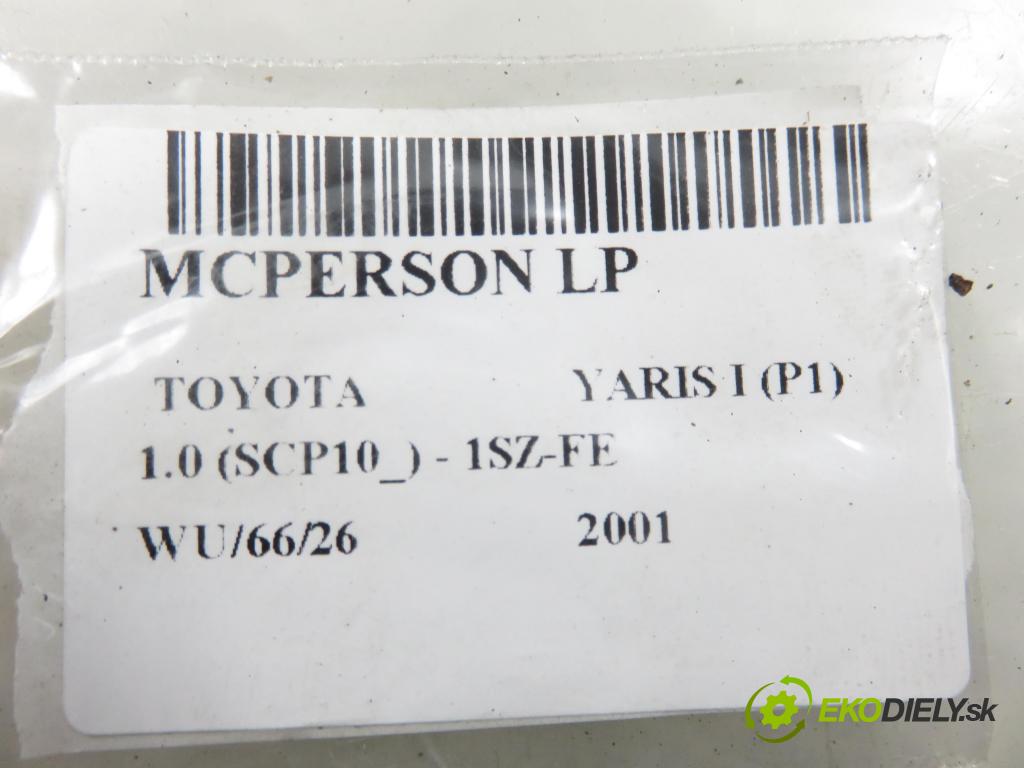 MCPERSON LP
TOYOTA YARIS I (P1)
1.0 (SCP10_) - 1SZ-FE
WU/66/26 2001
EKODIELY.sk